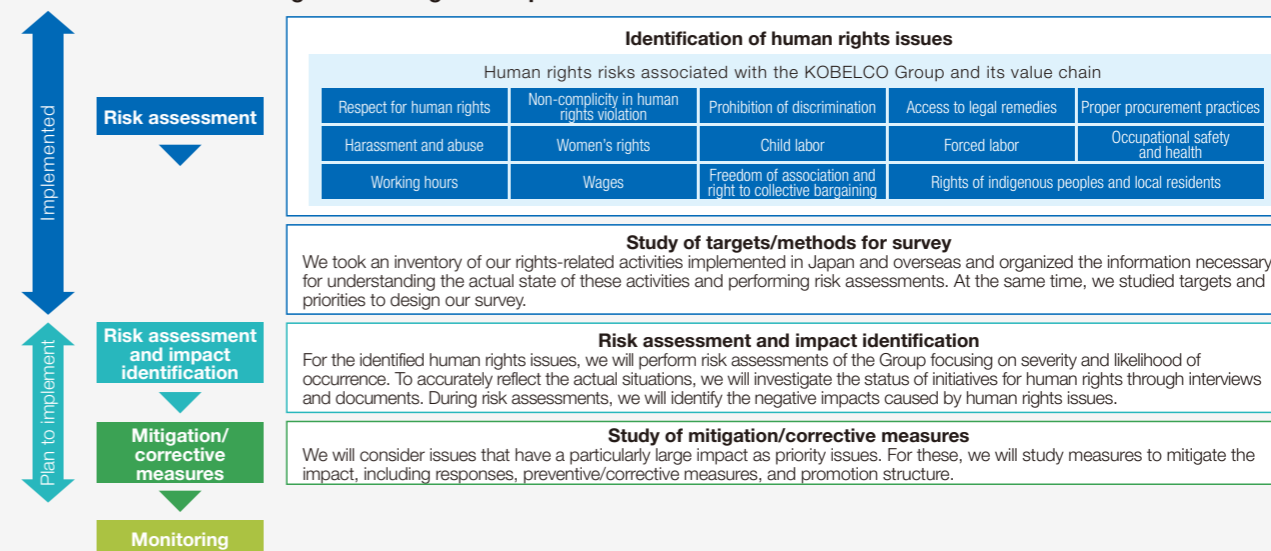 Implemented
Risk assessment
Identification of human rights issues
Human rights risks associated with the KOBELCO Group and its value chain
Respect for human rights
Non-complicity in human
rights violation
Prohibition of discrimination
Access to legal remedies
Proper procurement practices
Harassment and abuse
Women's rights
Child labor
Forced labor
Occupational safety
and health
Working hours
Wages
Freedom of association and
right to collective bargaining
Rights of indigenous peoples and local residents
Study of targets/methods for survey
We took an inventory of our rights-related activities implemented in Japan and overseas and organized the information necessary
for understanding the actual state of these activities and performing risk assessments. At the same time, we studied targets and
priorities to design our survey.
Plan to implement
Risk assessment
and impact
identification
Risk assessment and impact identification
For the identified human rights issues, we will perform risk assessments of the Group focusing on severity and likelihood of
occurrence. To accurately reflect the actual situations, we will investigate the status of initiatives for human rights through interviews
and documents. During risk assessments, we will identify the negative impacts caused by human rights issues.
Mitigation/
corrective
measures
Study of mitigation/corrective measures
We will consider issues that have a particularly large impact as priority issues. For these, we will study measures to mitigate the
impact, including responses, preventive/corrective measures, and promotion structure.
Monitoring